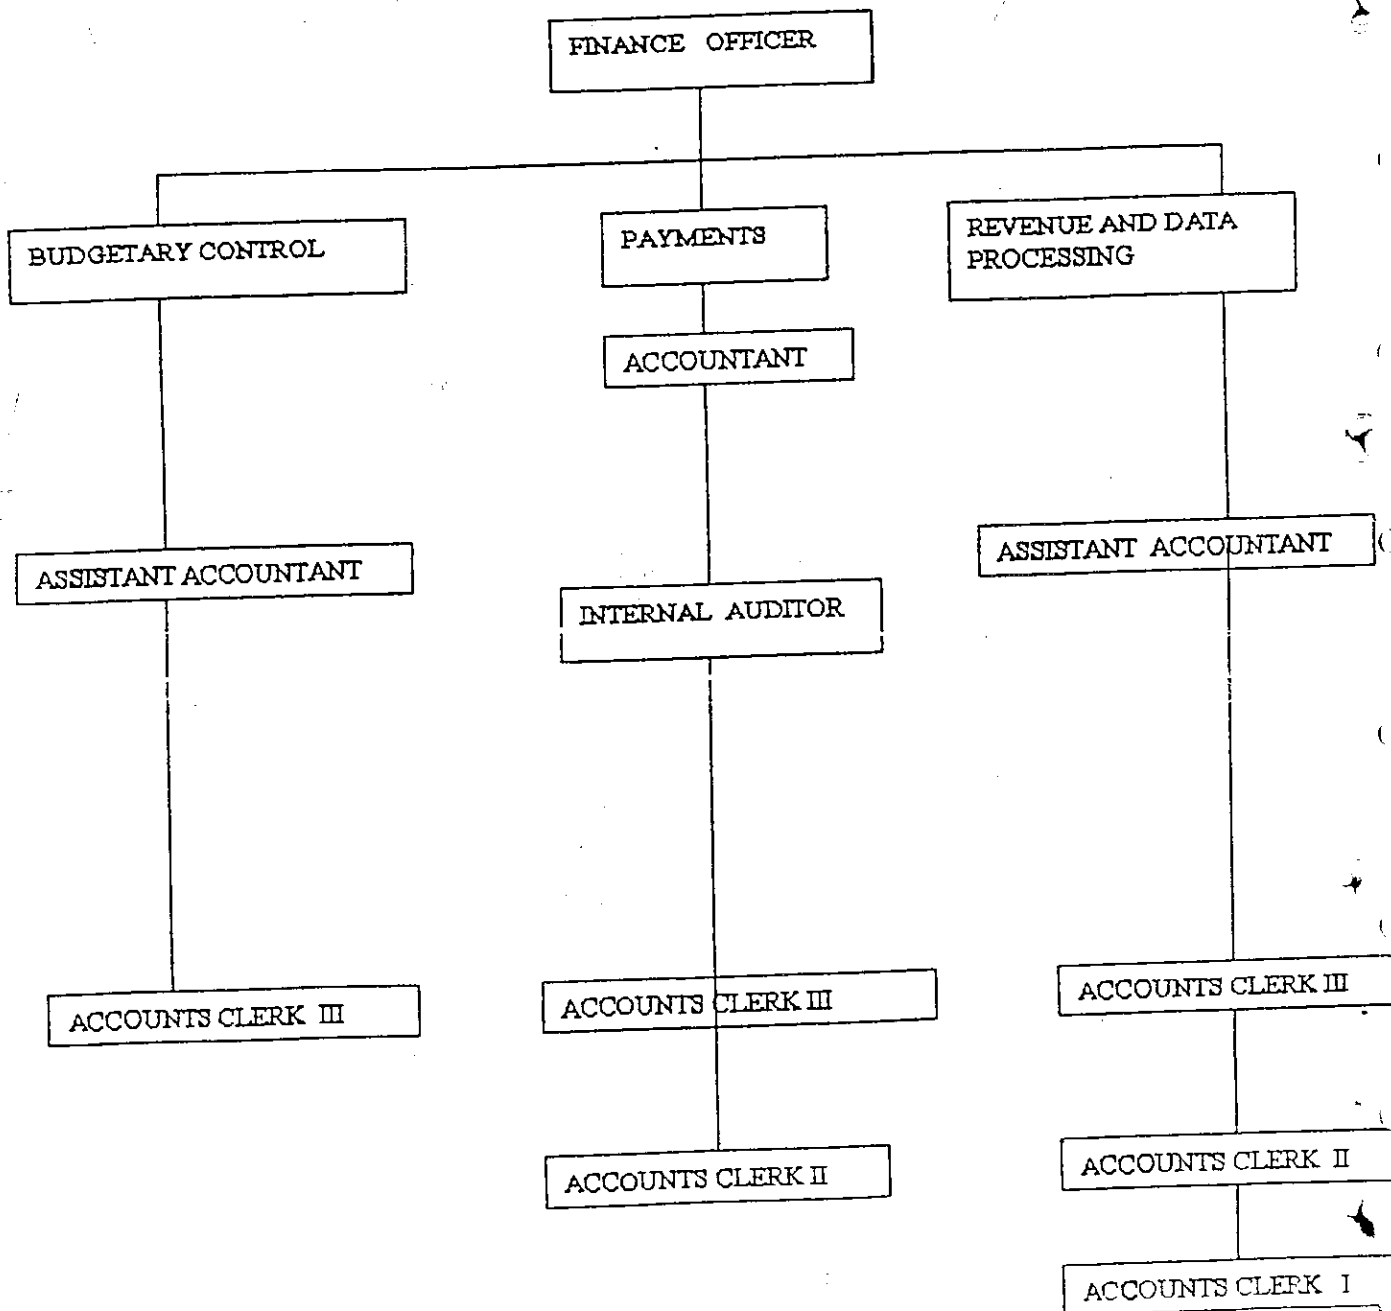 FINANCE OFFICER
BUDGETARY CONTROL
PAYMENTS
REVENUE AND DATA
PROCESSING
ACCOUNTANT
ASSISTANT ACCOUNTANT
INTERNAL AUDITOR
ASSISTANT ACCOUNTANT
ACCOUNTS CLERK III
ACCOUNTS CLERK III
ACCOUNTS CLERK III
ACCOUNTS CLERK II
ACCOUNTS CLERK II
ACCOUNTS CLERK I